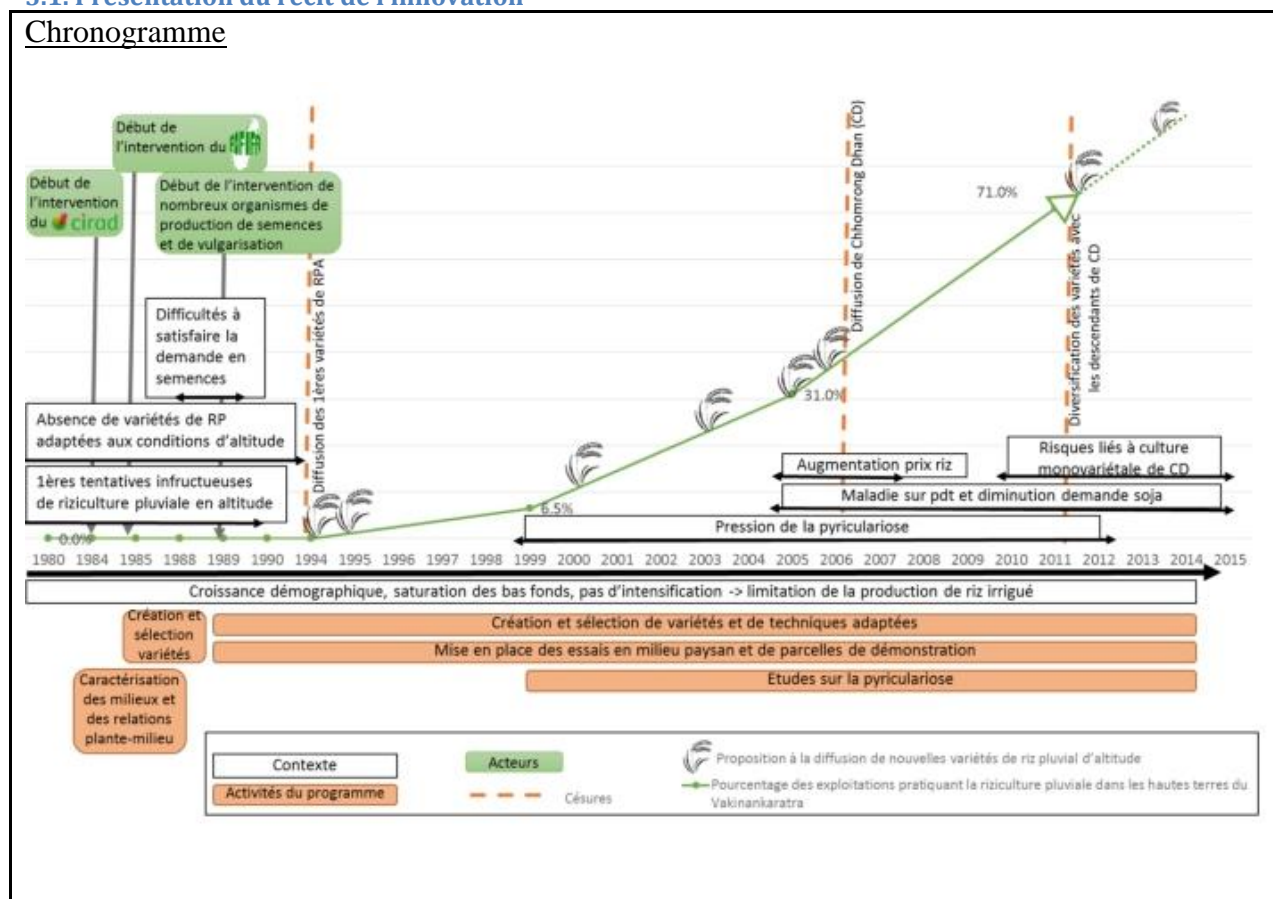 3.1. Présentation du récit de l'innovation
Chronogramme
Début de
l'intervention du
FOFIFA
Début de
l'intervention
du cirad
Début de l'intervention de
nombreux organismes de
production de semences
et de vulgarisation
Difficultés à
satisfaire la
demande en
semences
Absence de variétés de RP
adaptées aux conditions d'altitude
1ères tentatives infructueuses
de riziculture pluviale en altitude
Diffusion des 1ères variétés de RPA
Diffusion de Chhomrong Dhan (CD)
Diversification des variétés avec
les descendants de CD
71.0%
31.0%
6.5%
0.0%
Augmentation prix riz
Risques liés à culture
monovariétale de CD
Maladie sur pdt et diminution demande soja
Pression de la pyriculariose
1980 1984 1985 1988 1989 1990 1994 1995 1996 1997 1998 1999 2000 2001 2002 2003 2004 2005 2006 2007 2008 2009 2010 2011 2012 2013 2014 2015
Croissance démographique, saturation des bas fonds, pas d'intensification -> limitation de la production de riz irrigué
Création et
sélection
variétés
Création et sélection de variétés et de techniques adaptées
Mise en place des essais en milieu paysan et de parcelles de démonstration
Etudes sur la pyriculariose
Caractérisation
des milieux et
des relations
plante-milieu
Contexte
Activités du programme
Acteurs
Césures
Proposition à la diffusion de nouvelles variétés de riz pluvial d'altitude
Pourcentage des exploitations pratiquant la riziculture pluviale dans les hautes terres du
Vakinankaratra